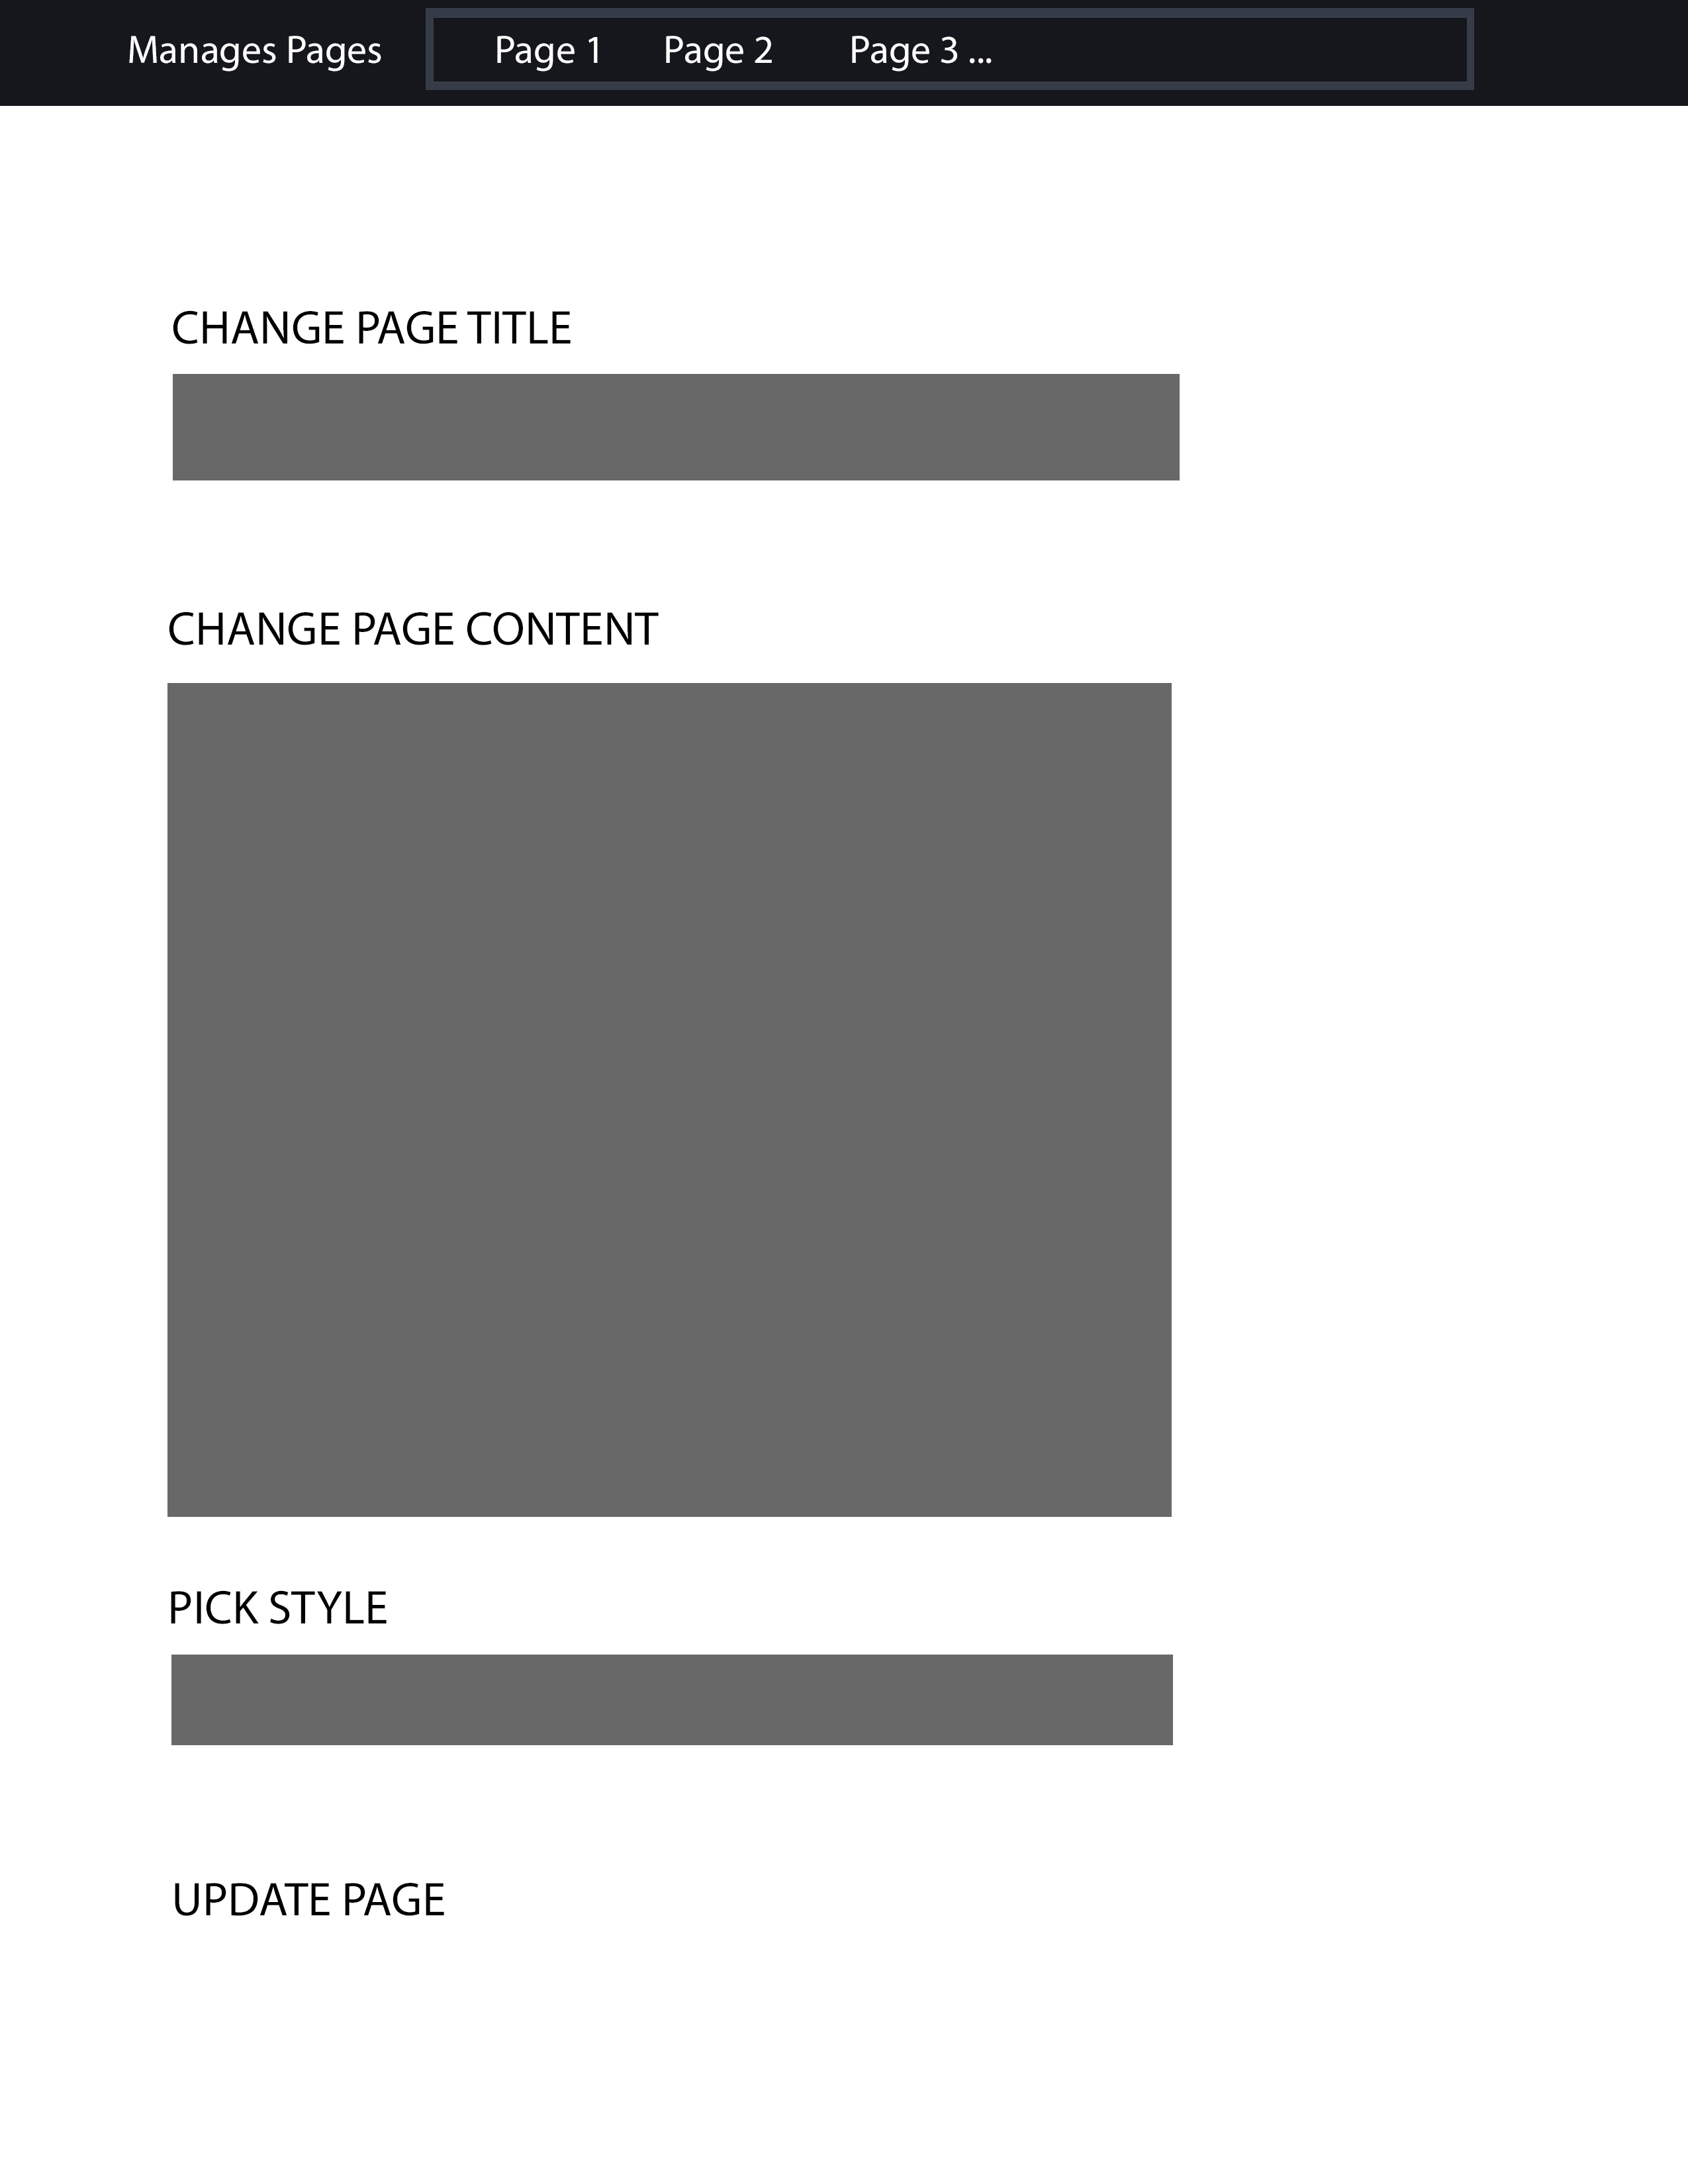 Manages Pages Page 1 Page 2 Page 3 ...
CHANGE PAGE TITLE
CHANGE PAGE CONTENT
PICK STYLE
UPDATE PAGE